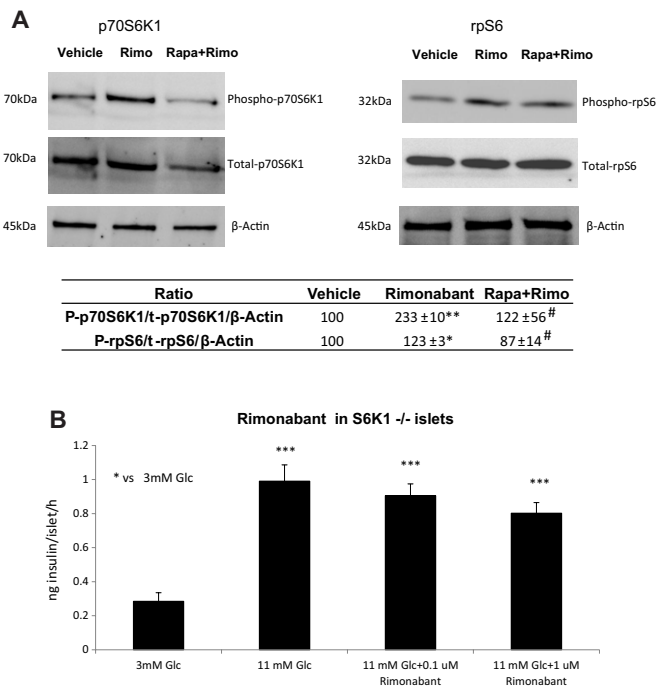 A
p70S6K1
rpS6
Vehicle Rimo Rapa+Rimo
Vehicle Rimo Rapa+Rimo
70kDa
Phospho-p70S6K1
32kDa
Phospho-rpS6
70kDa
Total-p70S6K1
32kDa
Total-rpS6
45kDa
β-Actin
45kDa
β-Actin
Ratio Vehicle Rimonabant Rapa+Rimo
P-p70S6K1/t-p70S6K1/β-Actin 100 233 ±10** 122 ±56#
P-rpS6/t-rpS6/β-Actin 100 123 ±3* 87 ±14#
B
Rimonabant in S6K1 -/- islets
ng insulin/islet/h
1.2
1
0.8
0.6
0.4
0.2
0
* vs 3mM Glc
***
***
***
3mM Glc
11 mM Glc
11 mM Glc+0.1 uM
Rimonabant
11 mM Glc+1 uM
Rimonabant